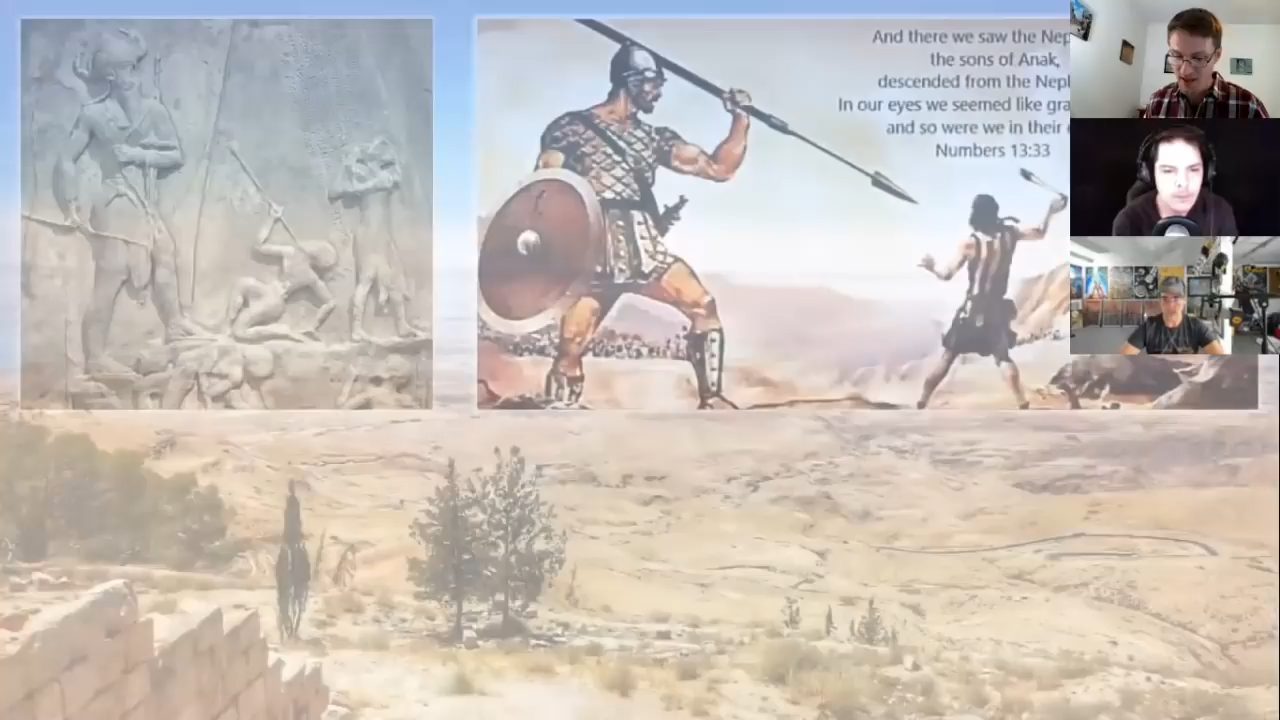 And there we saw the Nep
the sons of Anak,
descended from the Neph
In our eyes we seemed like gra
and so were we in their
Numbers 13:33